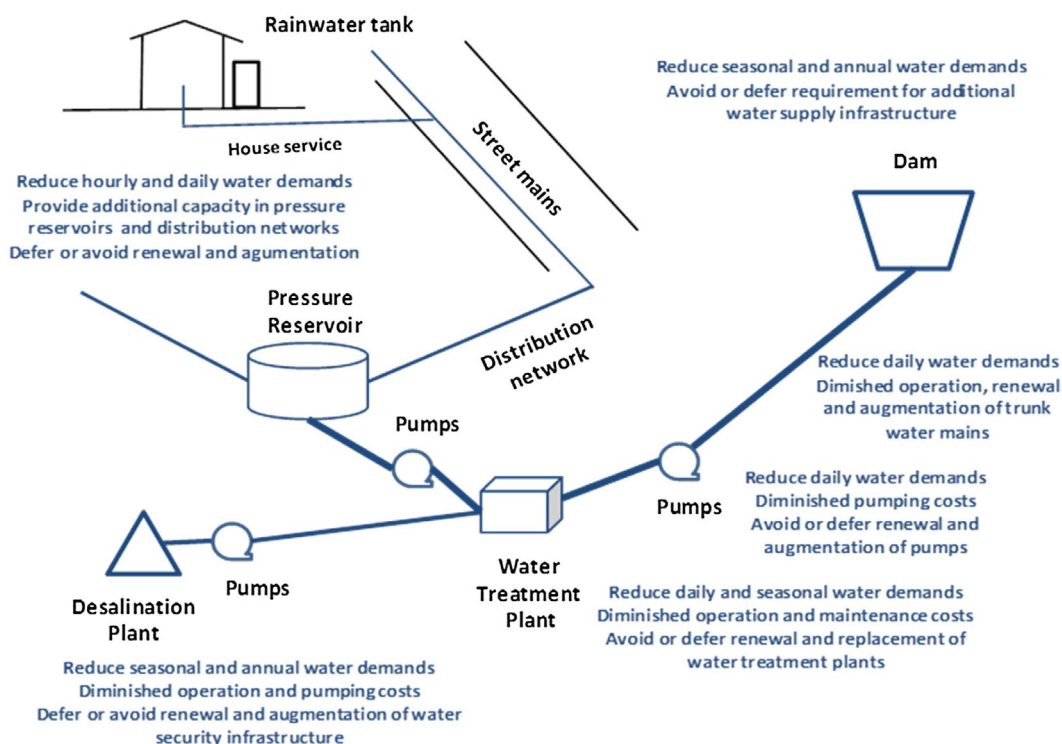 Rainwater tank
Reduce seasonal and annual water demands
Avoid or defer requirement for additional
water supply infrastructure
House service
Street mains
Dam
Reduce hourly and daily water demands
Provide additional capacity in pressure
reservoirs and distribution networks
Defer or avoid renewal and agumentation
Pressure
Reservoir
Distribution
network
Reduce daily water demands
Dimished operation, renewal
and augmentation of trunk
water mains
Pumps
Pumps
Reduce daily water demands
Diminished pumping costs
Avoid or defer renewal and
augmentation of pumps
Pumps
Water
Treatment
Plant
Desalination
Plant
Reduce daily and seasonal water demands
Diminished operation and maintenance costs
Avoid or defer renewal and replacement of
water treatment plants
Reduce seasonal and annual water demands
Diminished operation and pumping costs
Defer or avoid renewal and augmentation of water
security infrastructure